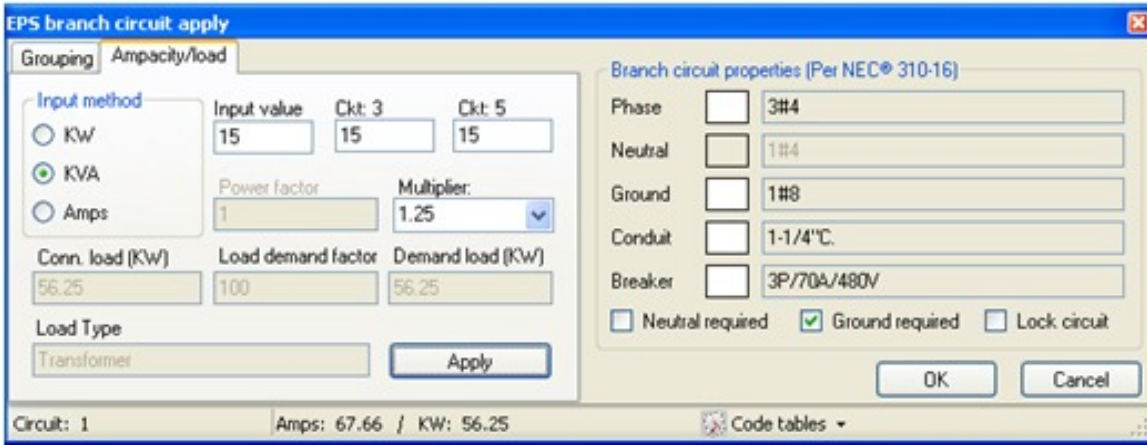 EPS branch circuit apply
Grouping Ampacity/load
Input method
KW
KVA
Amps
Input value Ckt: 3 Ckt: 5
15 15 15
Power factor Multiplier:
1 1.25
Conn. load (KW) Load demand factor Demand load (KW)
56.25 100 56.25
Load Type
Transformer Apply
Branch circuit properties (Per NEC® 310-16)
Phase 3#4
Neutral 1#4
Ground 1#8
Conduit 1-1/4"C.
Breaker 3P/70A/480V
Neutral required Ground required Lock circuit
OK Cancel
Circuit: 1 Amps: 67.66 / KW: 56.25 Code tables